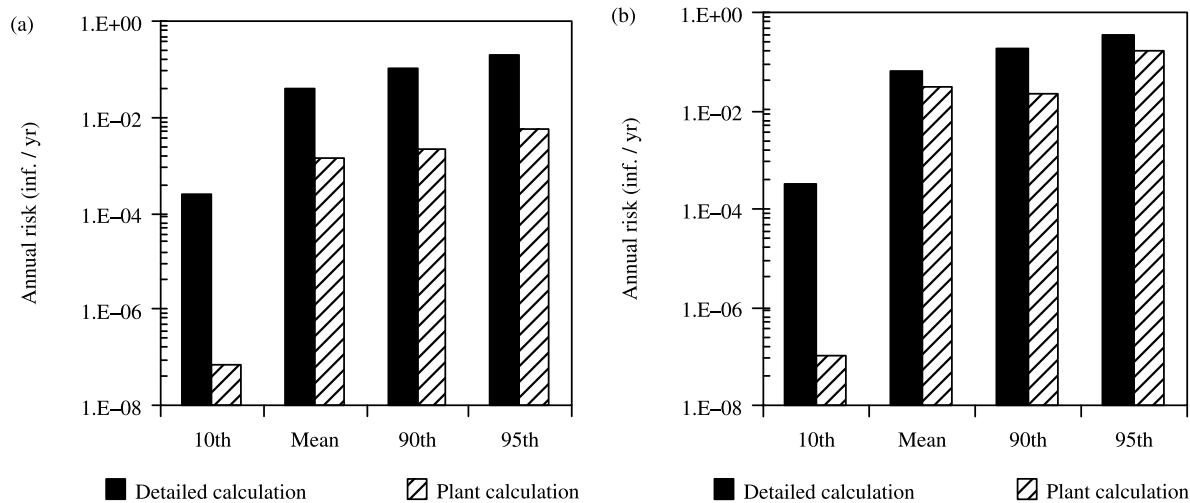 (a)
Annual risk (inf. / yr)
1.E+00
1.E–02
1.E–04
1.E–06
1.E–08
10th Mean 90th 95th
Detailed calculation Plant calculation
(b)
Annual risk (inf. / yr)
1.E+00
1.E–02
1.E–04
1.E–06
1.E–08
10th Mean 90th 95th
Detailed calculation Plant calculation